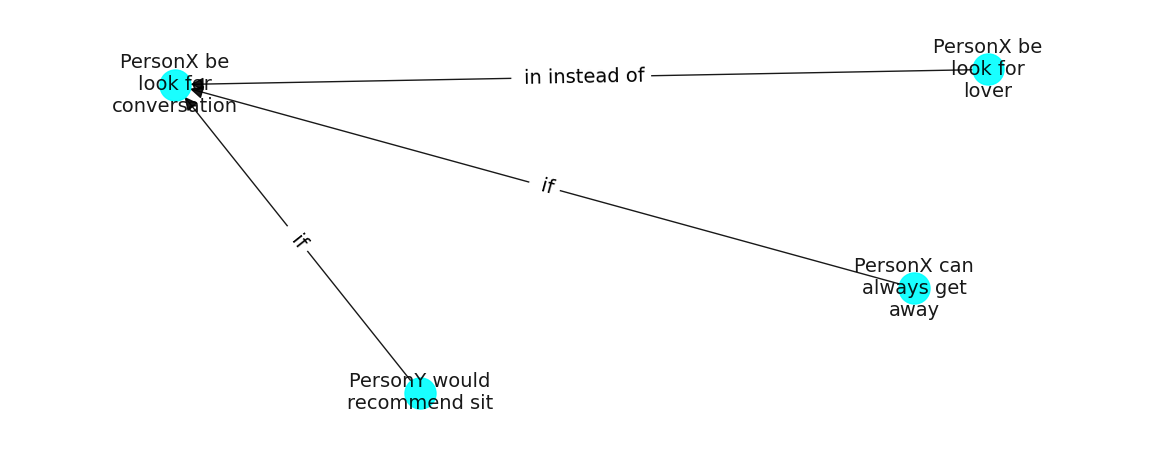 PersonX be
look for
conversation
in instead of
PersonX be
look for
lover
if
if
PersonX can
always get
away
PersonY would
recommend sit